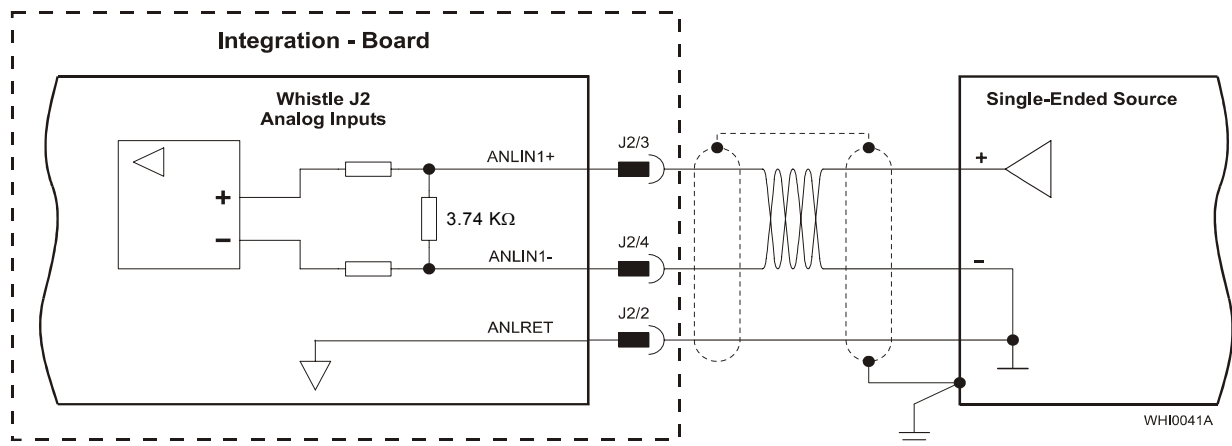 Integration - Board
Whistle J2
Analog Inputs
Single-Ended Source
ANLIN1+
J2/3
+
+
3.74 KΩ
−
ANLIN1-
J2/4
−
ANLRET
J2/2
WHI0041A